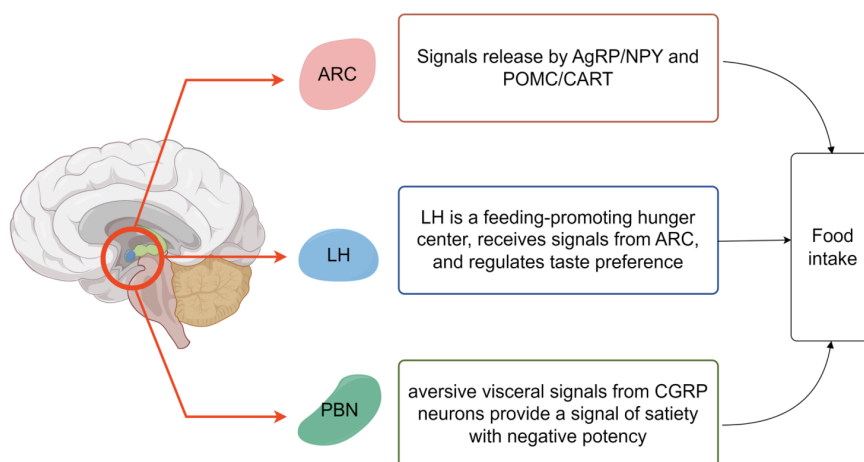 ARC
Signals release by AgRP/NPY and
POMC/CART
LH
LH is a feeding-promoting hunger
center, receives signals from ARC,
and regulates taste preference
Food
intake
PBN
aversive visceral signals from CGRP
neurons provide a signal of satiety
with negative potency